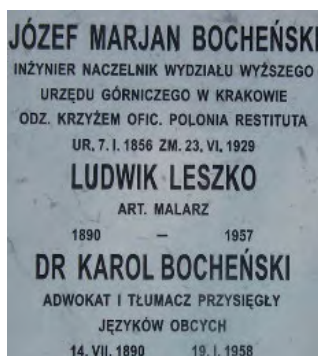 JÓZEF MARJAN BOCHEŃSKI
INŻYNIER NACZELNIK WYDZIAŁU WYŻSZEGO
URZĘDU GÓRNICZEGO W KRAKOWIE
ODZ. KRZYŻEM OFIC. POLONIA RESTITUTA
UR. 7. I. 1856 ZM. 23. VI. 1929
LUDWIK LESZKO
ART. MALARZ
1890 — 1957
DR KAROL BOCHEŃSKI
ADWOKAT I TŁUMACZ PRZYSIĘGŁY
JĘZYKÓW OBCYCH
14. VII. 1890 19. I. 1958